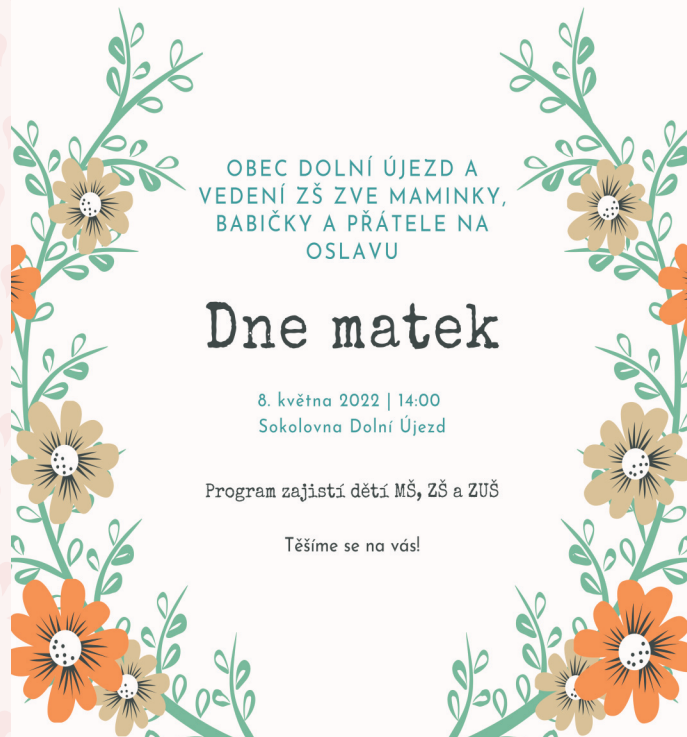 OBEC DOLNÍ ÚJEZD A
VEDENÍ ZŠ ZVE MAMINKY,
BABIČKY A PŘÁTELE NA
OSLAVU
Dne matek
8. května 2022 | 14:00
Sokolovna Dolní Újezd
Program zajistí dětí MŠ, ZŠ a ZUŠ
Těšíme se na vás!